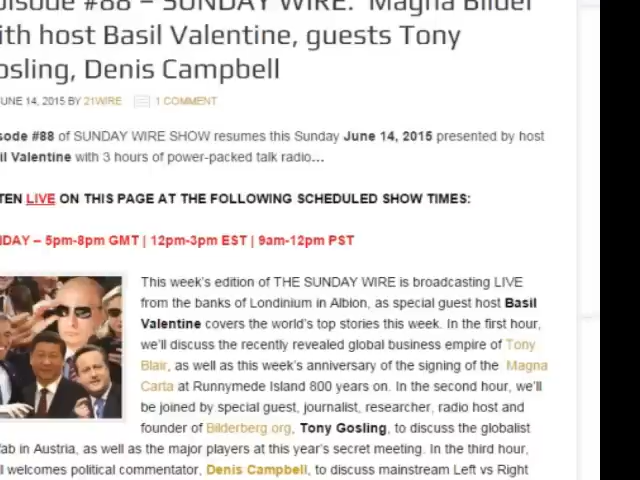 pisode #88 – SUNDAY WIRE: 'Magna Bilder
ith host Basil Valentine, guests Tony
osling, Denis Campbell
UNE 14, 2015 BY 21WIRE 1 COMMENT
sode #88 of SUNDAY WIRE SHOW resumes this Sunday June 14, 2015 presented by host
il Valentine with 3 hours of power-packed talk radio…
TEN LIVE ON THIS PAGE AT THE FOLLOWING SCHEDULED SHOW TIMES:
DAY – 5pm-8pm GMT | 12pm-3pm EST | 9am-12pm PST
This week's edition of THE SUNDAY WIRE is broadcasting LIVE
from the banks of Londinium in Albion, as special guest host Basil
Valentine covers the world's top stories this week. In the first hour,
we'll discuss the recently revealed global business empire of Tony
Blair, as well as this week's anniversary of the signing of the Magna
Carta at Runnymede Island 800 years on. In the second hour, we'll
be joined by special guest, journalist, researcher, radio host and
founder of Bilderberg org, Tony Gosling, to discuss the globalist
fab in Austria, as well as the major players at this year's secret meeting. In the third hour,
ll welcomes political commentator, Denis Campbell, to discuss mainstream Left vs Right